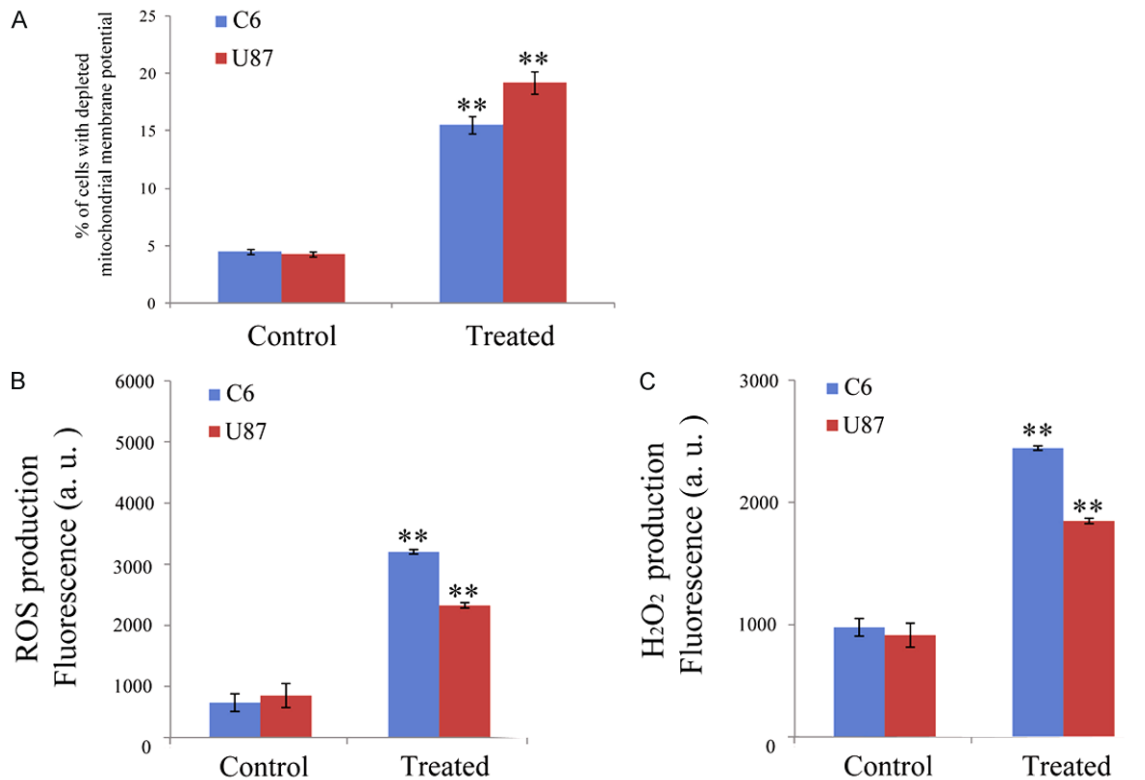 A
% of cells with depleted
mitochondrial membrane potential
25
20
15
10
5
0
C6
U87
**
**
Control
Treated
B
ROS production
Fluorescence (a. u. )
6000
5000
4000
3000
2000
1000
0
C6
U87
**
**
Control
Treated
C
H₂O₂ production
Fluorescence (a. u. )
3000
2000
1000
0
C6
U87
**
**
Control
Treated